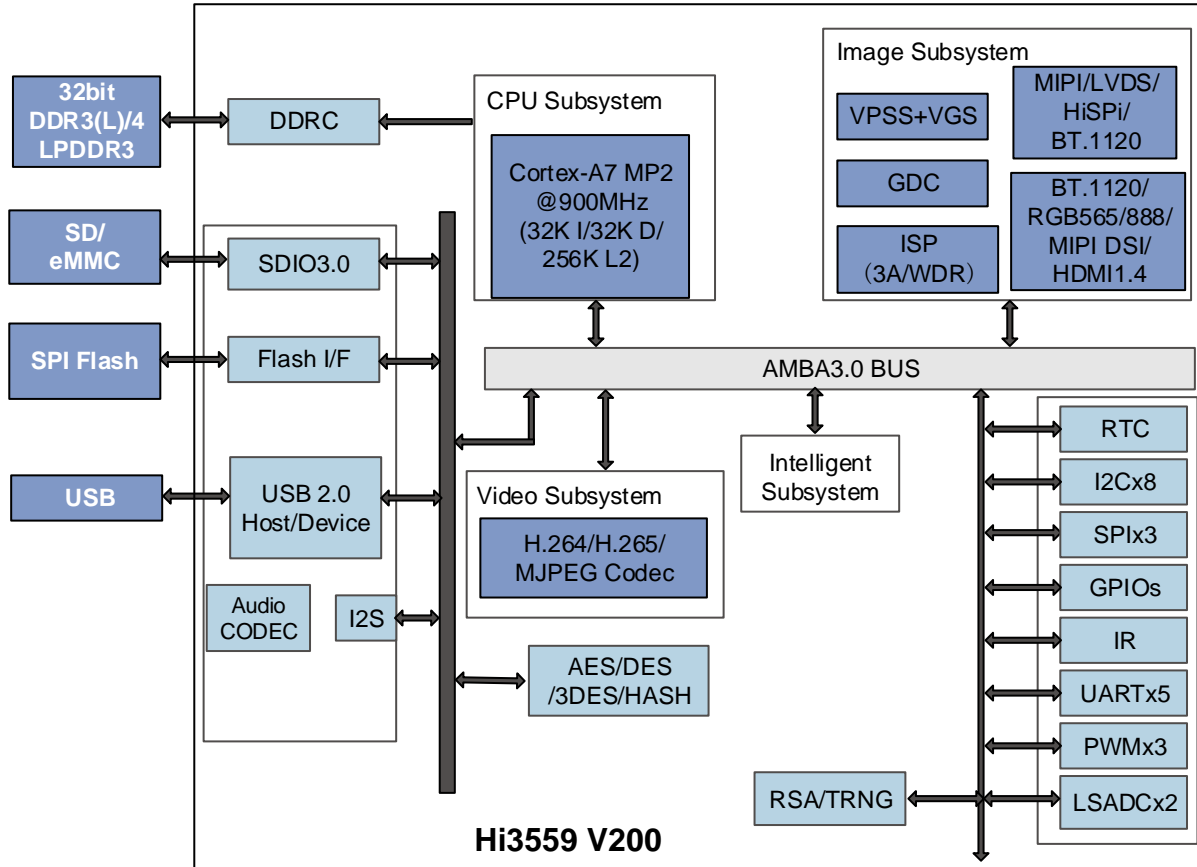 32bit
DDR3(L)/4
LPDDR3
SD/
eMMC
SPI Flash
USB
DDRC
SDIO3.0
Flash I/F
USB 2.0
Host/Device
Audio
CODEC
I2S
CPU Subsystem
Cortex-A7 MP2
@900MHz
(32K I/32K D/
256K L2)
Image Subsystem
VPSS+VGS
GDC
ISP
（3A/WDR）
MIPI/LVDS/
HiSPi/
BT.1120
BT.1120/
RGB565/888/
MIPI DSI/
HDMI1.4
AMBA3.0 BUS
Video Subsystem
H.264/H.265/
MJPEG Codec
Intelligent
Subsystem
AES/DES
/3DES/HASH
RTC
I2Cx8
SPIx3
GPIOs
IR
UARTx5
PWMx3
LSADCx2
RSA/TRNG
Hi3559 V200